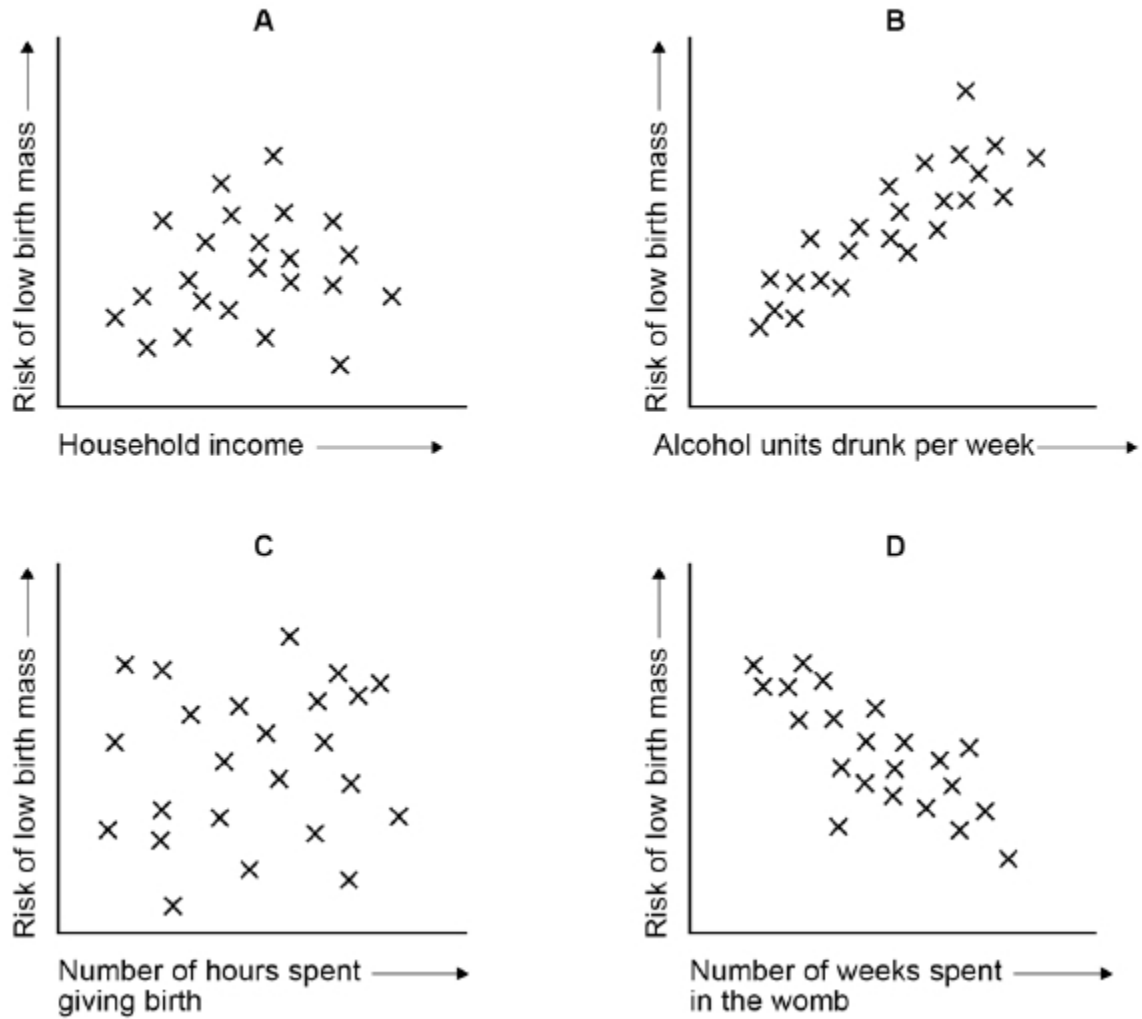 A
Risk of low birth mass
Household income
B
Risk of low birth mass
Alcohol units drunk per week
C
Risk of low birth mass
Number of hours spent
giving birth
D
Risk of low birth mass
Number of weeks spent
in the womb